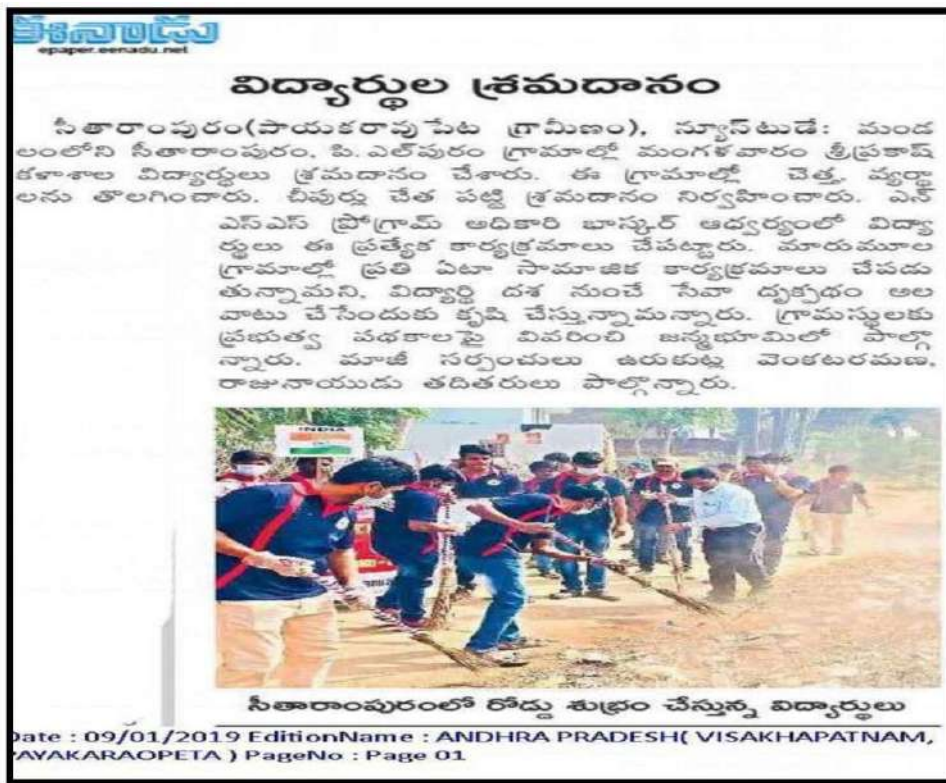 ఈనాడు
epaper.eenadu.net
విద్యార్థుల శ్రమదానం
సీతారాంపురం(పాయకరావుపేట గ్రామీణం), న్యూస్‌టుడే: మండ
లంలోని సీతారాంపురం, పి.ఎల్‌పురం గ్రామాల్లో మంగళవారం శ్రీప్రకాష్
కళాశాల విద్యార్థులు శ్రమదానం చేశారు. ఈ గ్రామాల్లో చెత్త, వ్యర్థా
లను తొలగించారు. చీపుర్లు చేత పట్టి శ్రమదానం నిర్వహించారు. ఎన్
ఎస్ఎస్ ప్రోగ్రామ్ అధికారి భాస్కర్ ఆధ్వర్యంలో విద్యా
ర్థులు ఈ ప్రత్యేక కార్యక్రమాలు చేపట్టారు. మారుమూల
గ్రామాల్లో ప్రతి ఏటా సామాజిక కార్యక్రమాలు చేపడు
తున్నామని, విద్యార్థి దశ నుంచే సేవా దృక్పథం అల
వాటు చేసేందుకు కృషి చేస్తున్నామన్నారు. గ్రామస్తులకు
ప్రభుత్వ పథకాలపై వివరించి జన్మభూమిలో పాల్గొ
న్నారు. మాజీ సర్పంచులు ఉరుకుట్ల వెంకటరమణ,
రాజునాయుడు తదితరులు పాల్గొన్నారు.
INDIA
సీతారాంపురంలో రోడ్డు శుభ్రం చేస్తున్న విద్యార్థులు
Date : 09/01/2019 EditionName : ANDHRA PRADESH( VISAKHAPATNAM,
PAYAKARAOPETA ) PageNo : Page 01